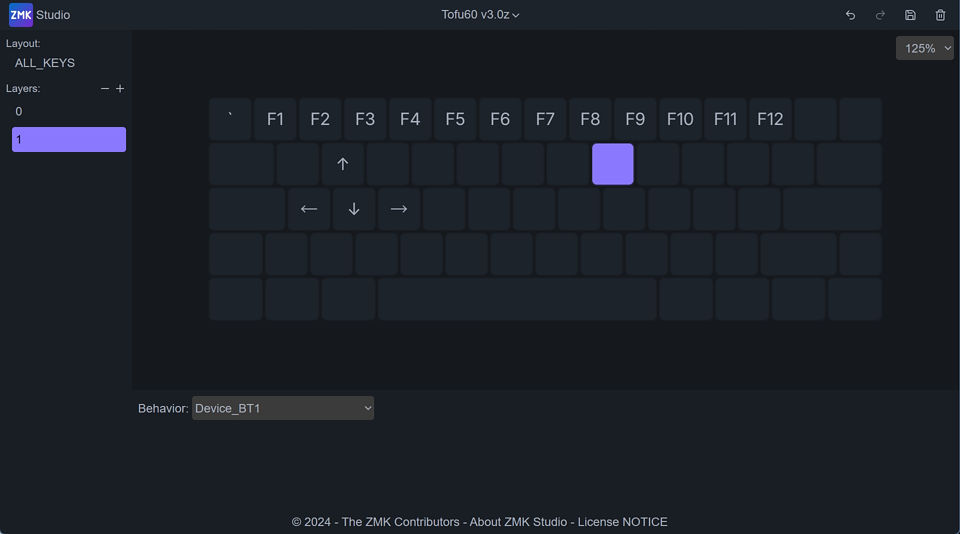 ZMK Studio
Tofu60 v3.0z
Layout:
ALL_KEYS
Layers:
0
1
125%
` F1 F2 F3 F4 F5 F6 F7 F8 F9 F10 F11 F12
↑
← ↓ →
Behavior: Device_BT1
© 2024 - The ZMK Contributors - About ZMK Studio - License NOTICE